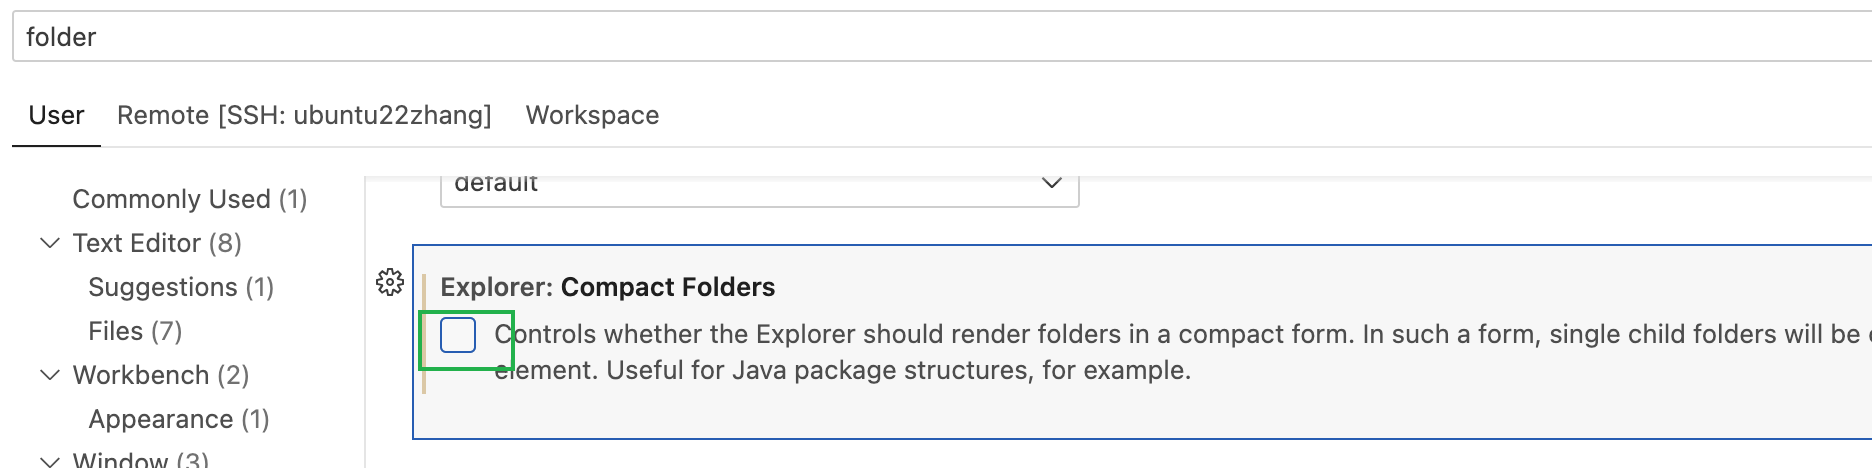 folder
User Remote [SSH: ubuntu22zhang] Workspace
default
Commonly Used (1)
Text Editor (8)
Suggestions (1)
Files (7)
Workbench (2)
Appearance (1)
Window (3)
Explorer: Compact Folders
Controls whether the Explorer should render folders in a compact form. In such a form, single child folders will be
element. Useful for Java package structures, for example.